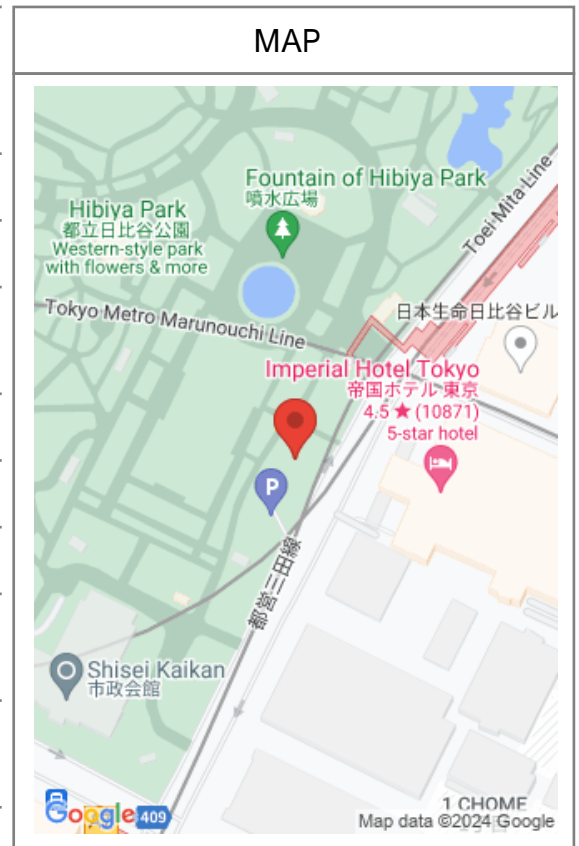 MAP
Fountain of Hibiya Park
噴水広場
Hibiya Park
都立日比谷公園
Western-style park
with flowers & more
Toei Mita Line
Tokyo Metro Marunouchi Line
日本生命日比谷ビル
Imperial Hotel Tokyo
帝国ホテル 東京
4.5 ★ (10871)
5-star hotel
P
都営三田線
Shisei Kaikan
市政会館
Google
409
1 CHOME
Map data ©2024 Google